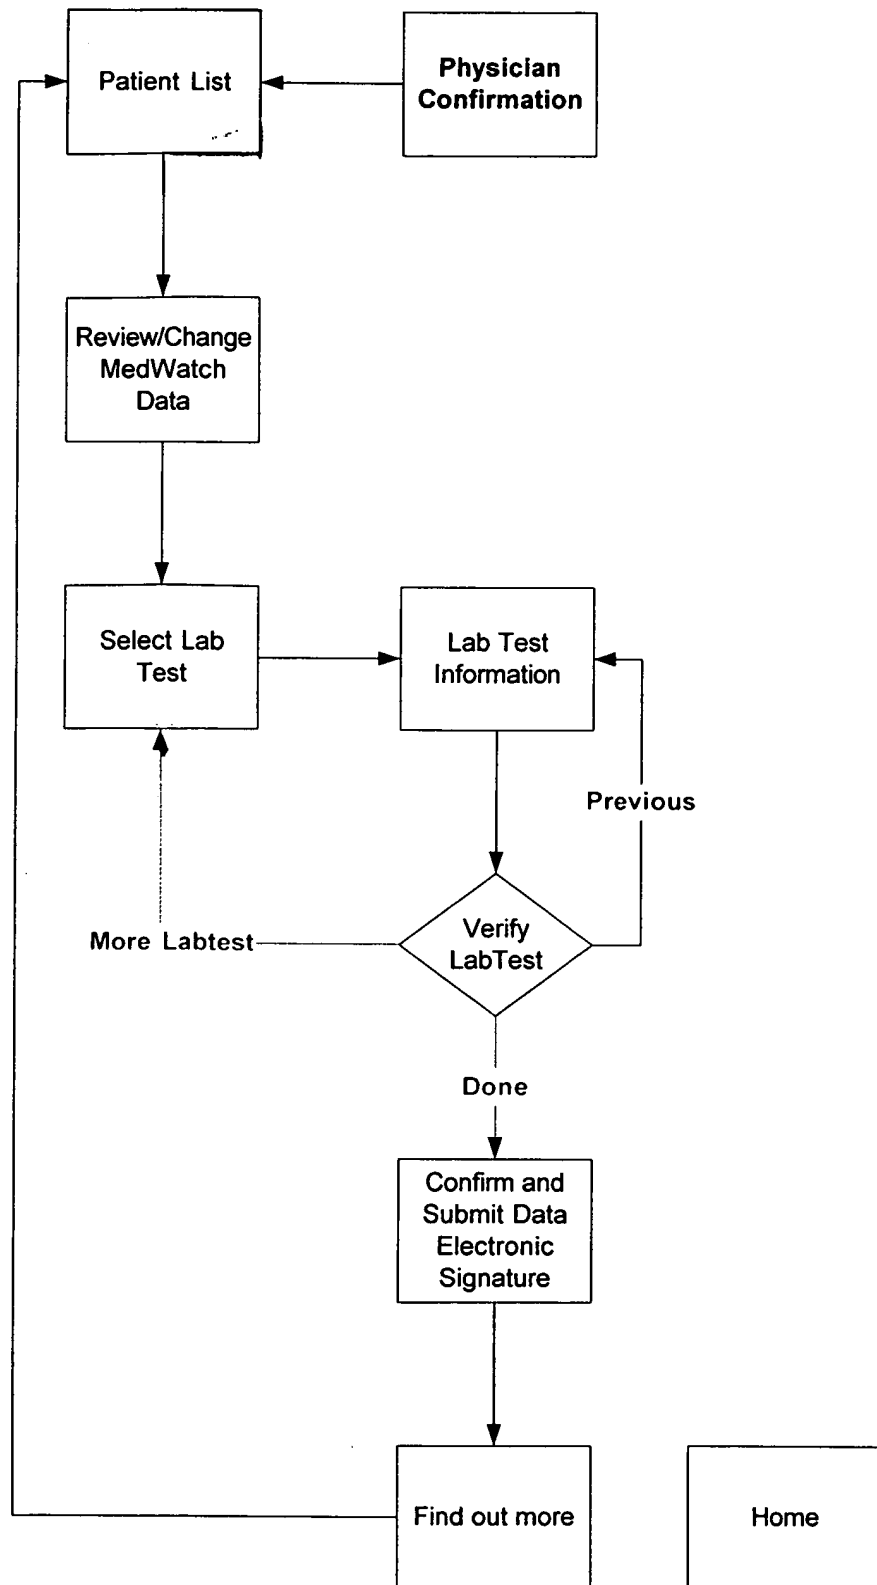 Patient List
Physician
Confirmation
Review/Change
MedWatch
Data
Select Lab
Test
Lab Test
Information
Previous
More Labtest
Verify
LabTest
Done
Confirm and
Submit Data
Electronic
Signature
Find out more
Home